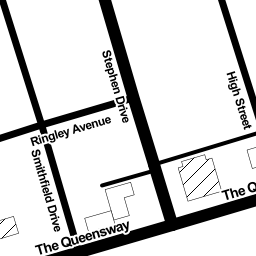 Stephen Drive
High Street
Ringley Avenue
Smithfield Drive
The Q
The Queensway